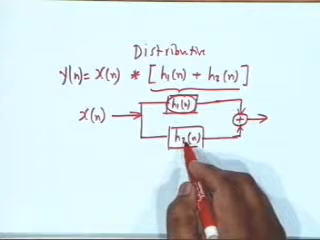 Distributive
y(n) = x(n) * [h₁(n) + h₂(n)]
h₁(n)
x(n)
+
h₂(n)